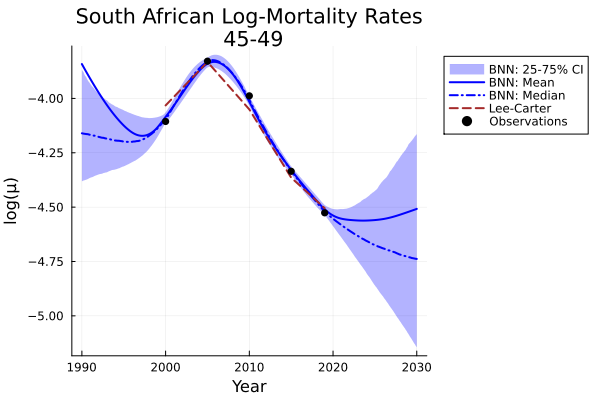 South African Log-Mortality Rates
45-49
BNN: 25-75% CI
BNN: Mean
BNN: Median
Lee-Carter
Observations
−4.00
−4.25
−4.50
−4.75
−5.00
log(μ)
1990
2000
2010
2020
2030
Year